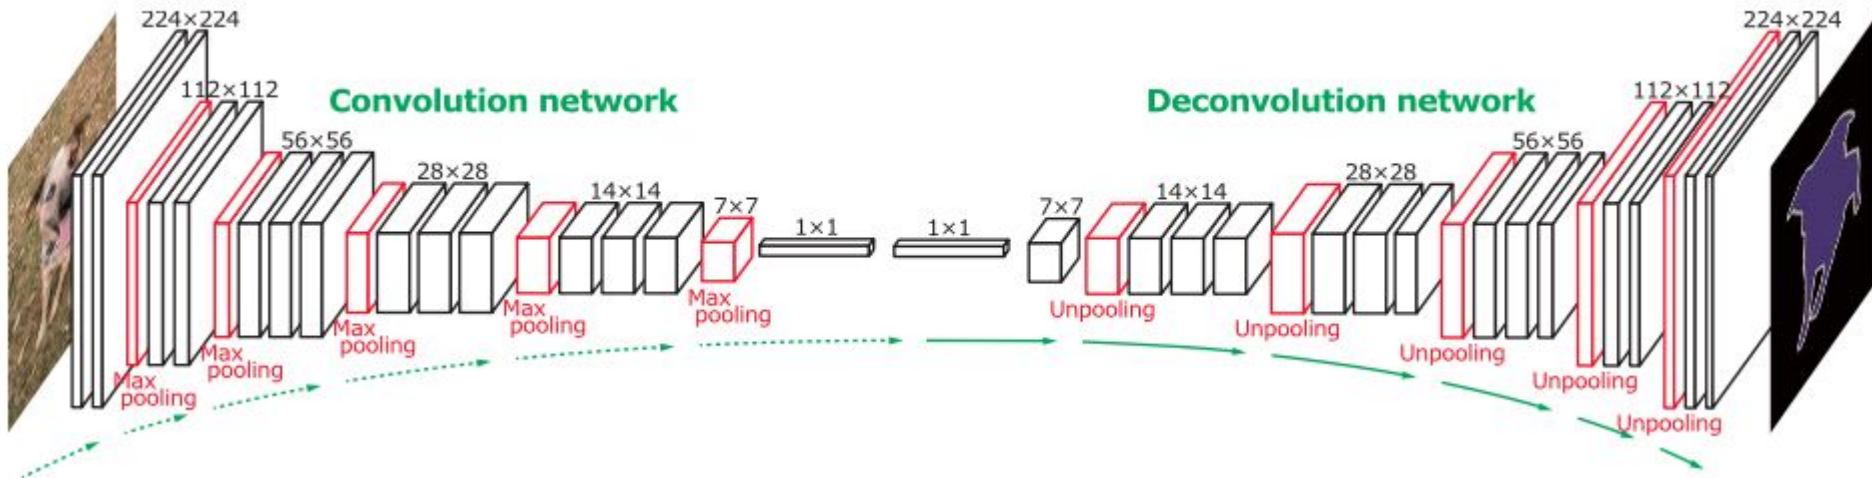 224×224
112×112
56×56
28×28
14×14
7×7
1×1
1×1
7×7
14×14
28×28
56×56
112×112
224×224
Convolution network
Deconvolution network
Max
pooling
Max
pooling
Max
pooling
Max
pooling
Max
pooling
Unpooling
Unpooling
Unpooling
Unpooling
Unpooling